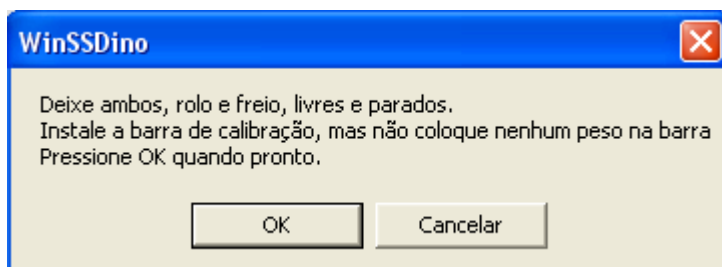 WinSSDino
Deixe ambos, rolo e freio, livres e parados.
Instale a barra de calibração, mas não coloque nenhum peso na barra
Pressione OK quando pronto.
OK
Cancelar